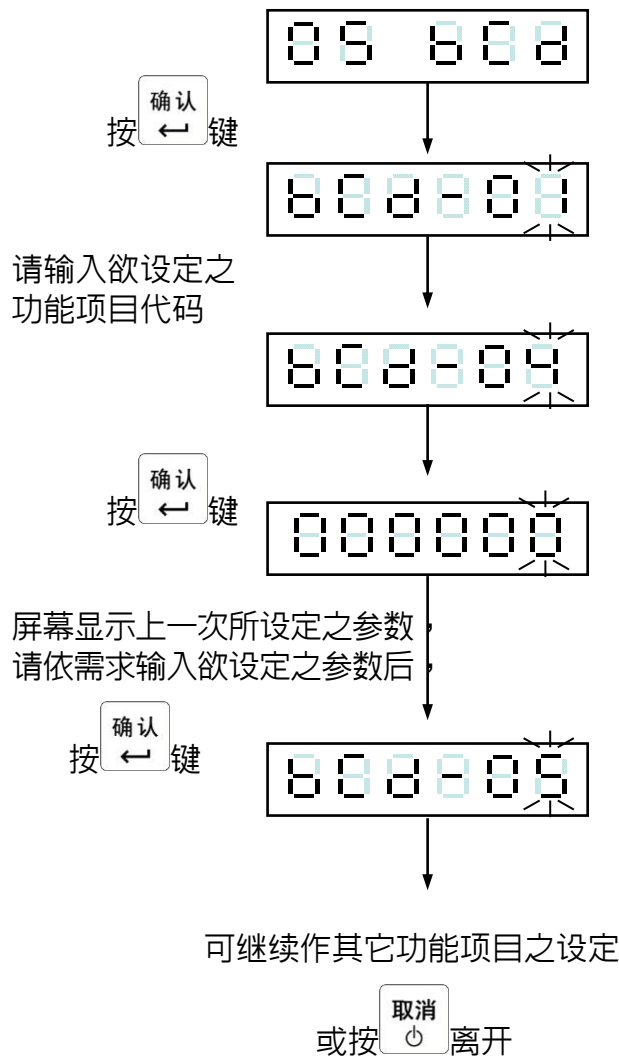 05 bCd
按 确认 键
bCd-01
请输入欲设定之
功能项目代码
bCd-04
按 确认 键
000000
屏幕显示上一次所设定之参数，
请依需求输入欲设定之参数后，
按 确认 键
bCd-05
可继续作其它功能项目之设定
或按 取消 离开